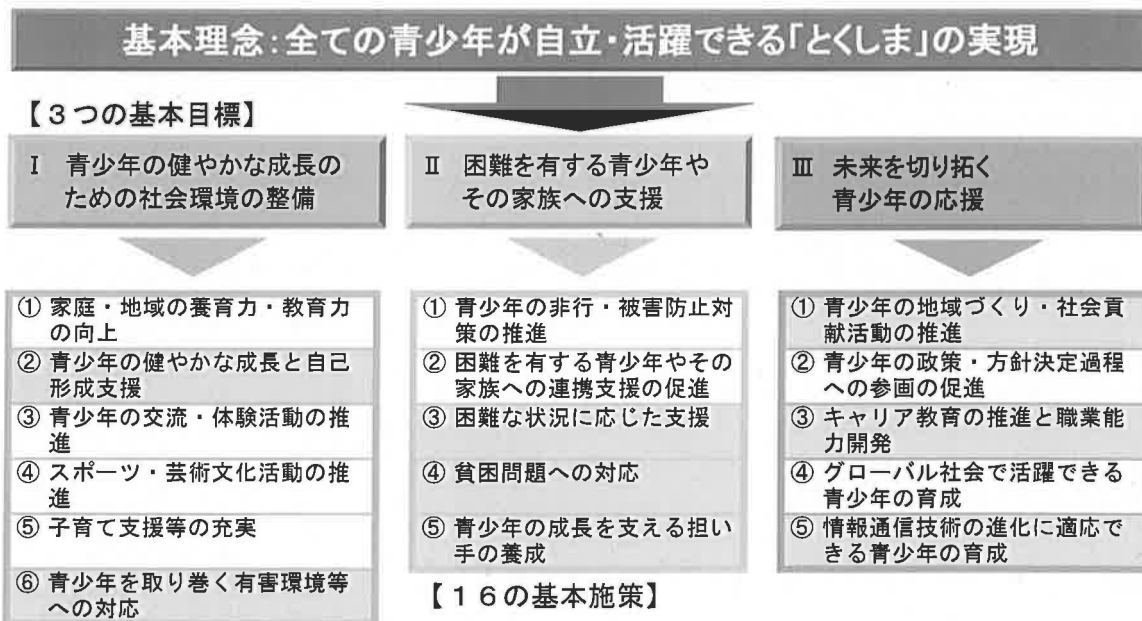 基本理念:全ての青少年が自立・活躍できる「とくしま」の実現
【3つの基本目標】
Ⅰ 青少年の健やかな成長の
ための社会環境の整備
① 家庭・地域の養育力・教育力
の向上
② 青少年の健やかな成長と自己
形成支援
③ 青少年の交流・体験活動の推
進
④ スポーツ・芸術文化活動の推
進
⑤ 子育て支援等の充実
⑥ 青少年を取り巻く有害環境等
への対応
Ⅱ 困難を有する青少年や
その家族への支援
① 青少年の非行・被害防止対
策の推進
② 困難を有する青少年やその
家族への連携支援の促進
③ 困難な状況に応じた支援
④ 貧困問題への対応
⑤ 青少年の成長を支える担い
手の養成
Ⅲ 未来を切り拓く
青少年の応援
① 青少年の地域づくり・社会貢
献活動の推進
② 青少年の政策・方針決定過程
への参画の促進
③ キャリア教育の推進と職業能
力開発
④ グローバル社会で活躍できる
青少年の育成
⑤ 情報通信技術の進化に適応で
きる青少年の育成
【16の基本施策】